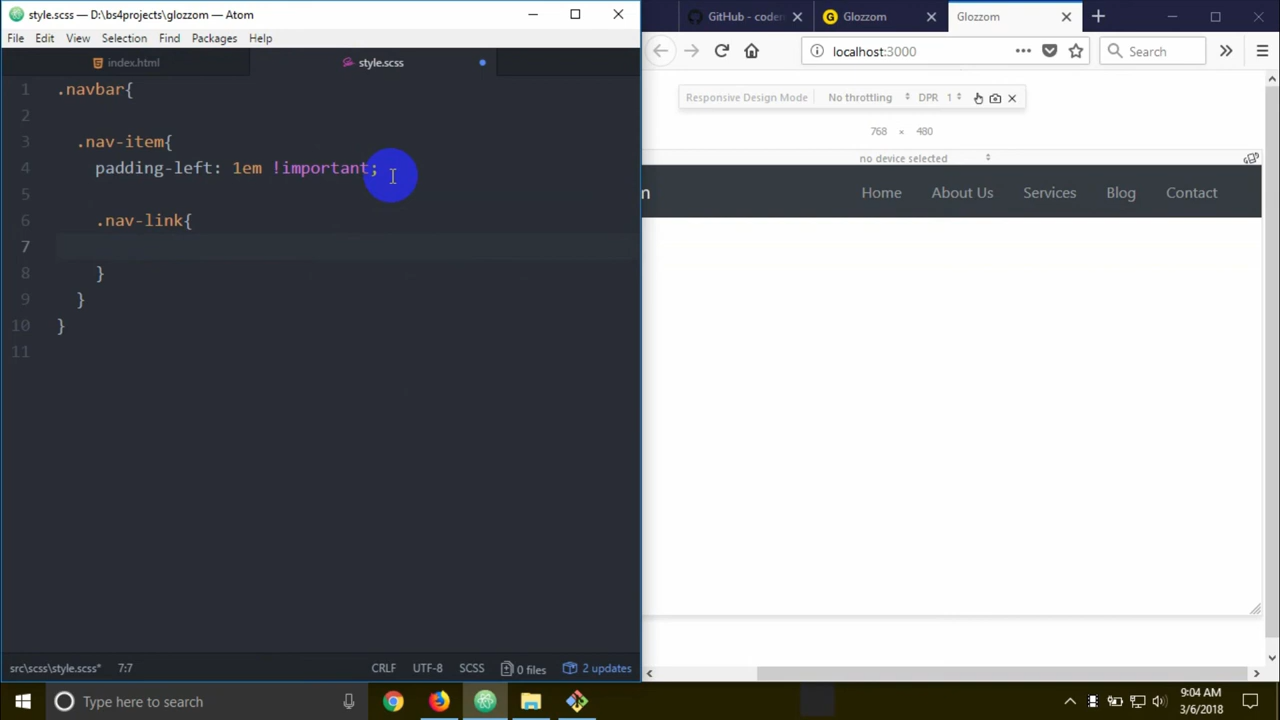 style.scss — D:\bs4projects\glozzom — Atom
File Edit View Selection Find Packages Help
index.html
style.scss
1 .navbar{
2
3 .nav-item{
4 padding-left: 1em !important;
5
6 .nav-link{
7
8 }
9 }
10 }
11
src\scss\style.scss* 7:7 CRLF UTF-8 SCSS 0 files 2 updates
GitHub - coder
Glozzom
Glozzom
localhost:3000
Search
Responsive Design Mode No throttling DPR 1
768 × 480
no device selected
m Home About Us Services Blog Contact
Type here to search
9:04 AM
3/6/2018